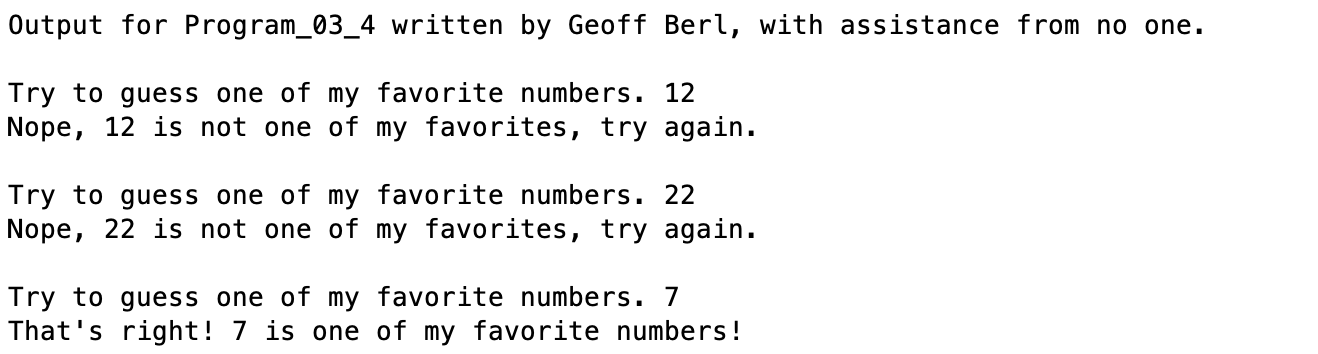 Output for Program_03_4 written by Geoff Berl, with assistance from no one.
Try to guess one of my favorite numbers. 12
Nope, 12 is not one of my favorites, try again.
Try to guess one of my favorite numbers. 22
Nope, 22 is not one of my favorites, try again.
Try to guess one of my favorite numbers. 7
That's right! 7 is one of my favorite numbers!